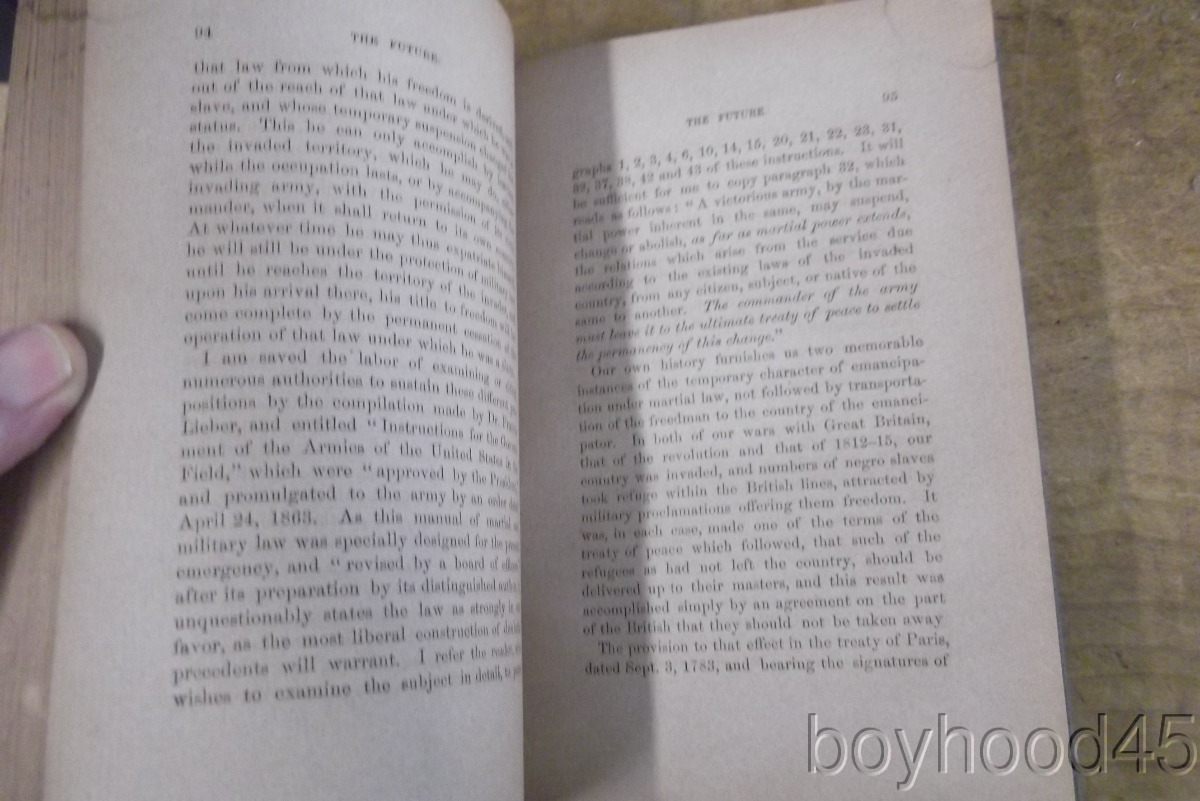 94
THE FUTURE.
that law from which his freedom is
out of the reach of that law under which he
slave, and whose temporary suspension
status. This he can only accomplish by
the invaded territory, which he may do,
while the occupation lasts, or by accompanying
invading army, with the permission of its
mander, when it shall return to its own
At whatever time he may thus expatriate
he will still be under the protection of military
until he reaches the territory of the
upon his arrival there, his title to freedom will
come complete by the permanent cessation of the
operation of that law under which he was a
I am saved the labor of examining or
numerous authorities to sustain these different
positions by the compilation made by Dr.
Lieber, and entitled "Instructions for the
ment of the Armies of the United States in the
Field," which were "approved by the
and promulgated to the army by an order
April 24, 1863. As this manual of martial
military law was specially designed for the
emergency, and "revised by a board of
after its preparation by its distinguished
unquestionably states the law as strongly in
favor, as the most liberal construction of
precedents will warrant. I refer the reader,
wishes to examine the subject in detail, to
95
THE FUTURE.
graphs 1, 2, 3, 4, 6, 10, 14, 15, 20, 21, 22, 23, 31,
37, 42 and 43 of these instructions. It will
be sufficient for me to copy paragraph 32, which
reads as follows: "A victorious army, by the mar-
tial power inherent in the same, may suspend,
change or abolish, as far as martial power extends,
the relations which arise from the service due
according to the existing laws of the invaded
country, from any citizen, subject, or native of the
same to another. The commander of the army
must leave it to the ultimate treaty of peace to settle
the permanency of this change."
Our own history furnishes us two memorable
instances of the temporary character of emancipa-
tion under martial law, not followed by transporta-
tion of the freedman to the country of the emanci-
pator. In both of our wars with Great Britain,
that of the revolution and that of 1812–15, our
country was invaded, and numbers of negro slaves
took refuge within the British lines, attracted by
military proclamations offering them freedom. It
was, in each case, made one of the terms of the
treaty of peace which followed, that such of the
refugees as had not left the country, should be
delivered up to their masters, and this result was
accomplished simply by an agreement on the part
of the British that they should not be taken away
The provision to that effect in the treaty of Paris,
dated Sept. 3, 1783, and bearing the signatures of
boyhood45